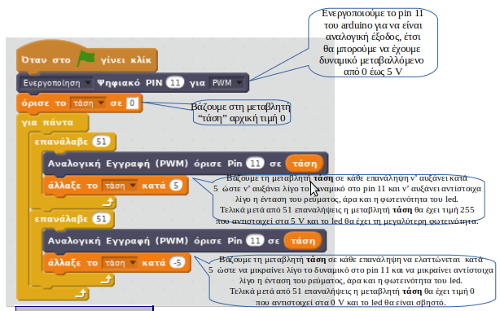 Ενεργοποιούμε το pin 11
του arduino για να είναι
αναλογική έξοδος, έτσι
θα μπορούμε να έχουμε
δυναμικό μεταβαλλόμενο
από 0 έως 5 V
Όταν στο γίνει κλίκ
Ενεργοποίηση Ψηφιακό PIN 11 για PWM
όρισε το τάση σε 0
Βάζουμε στη μεταβλητή
“τάση” αρχική τιμή 0
για πάντα
επανάλαβε 51
Αναλογική Εγγραφή (PWM) όρισε Pin 11 σε τάση
άλλαξε το τάση κατά 5
Βάζουμε τη μεταβλητή τάση σε κάθε επανάληψη ν’ αυξάνει κατά
5 ώστε ν’ αυξάνει λίγο το δυναμικό στο pin 11 και ν’ αυξάνει αντίστοιχα
λίγο η ένταση του ρεύματος, άρα και η φωτεινότητα του led.
Τελικά μετά από 51 επαναλήψεις η μεταβλητή τάση θα έχει τιμή 255
που αντιστοιχεί στα 5 V και το led θα έχει τη μεγαλύτερη φωτεινότητα.
επανάλαβε 51
Αναλογική Εγγραφή (PWM) όρισε Pin 11 σε τάση
άλλαξε το τάση κατά -5
Βάζουμε τη μεταβλητή τάση σε κάθε επανάληψη να ελαττώνεται κατά
5 ώστε να μικραίνει λίγο το δυναμικό στο pin 11 και να μικραίνει αντίστοιχα
λίγο η ένταση του ρεύματος, άρα και η φωτεινότητα του led.
Τελικά μετά από 51 επαναλήψεις η μεταβλητή τάση θα έχει τιμή 0
που αντιστοιχεί στα 0 V και το led θα είναι σβηστό.